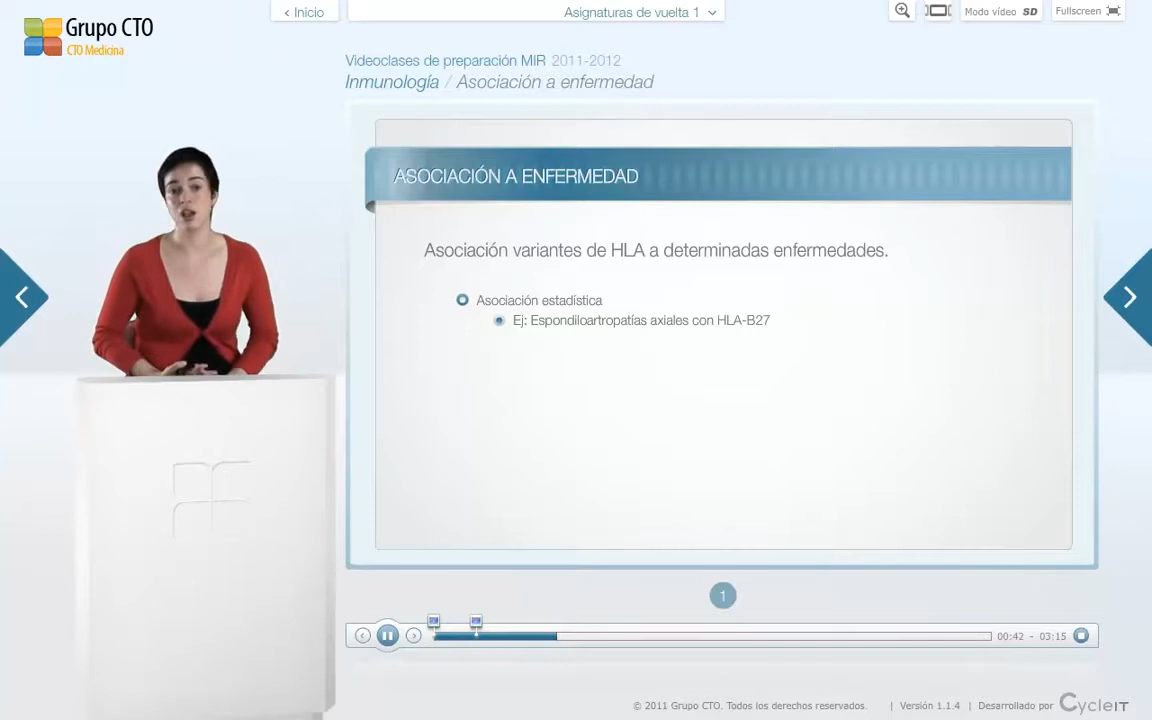 Grupo CTO
CTO Medicina
‹ Inicio
Asignaturas de vuelta 1
Modo vídeo SD
Fullscreen
Videoclases de preparación MIR 2011-2012
Inmunología / Asociación a enfermedad
ASOCIACIÓN A ENFERMEDAD
Asociación variantes de HLA a determinadas enfermedades.
Asociación estadística
Ej: Espondiloartropatías axiales con HLA-B27
1
00:42 - 03:15
© 2011 Grupo CTO. Todos los derechos reservados. | Versión 1.1.4 | Desarrollado por CycleIT